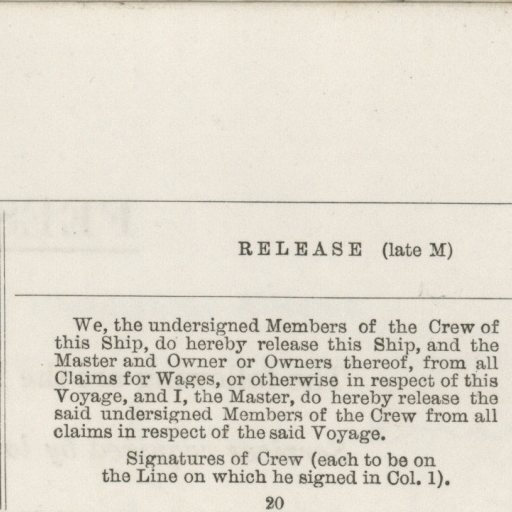 RELEASE (late M)
We, the undersigned Members of the Crew of
this Ship, do hereby release this Ship, and the
Master and Owner or Owners thereof, from all
Claims for Wages, or otherwise in respect of this
Voyage, and I, the Master, do hereby release the
said undersigned Members of the Crew from all
claims in respect of the said Voyage.
Signatures of Crew (each to be on
the Line on which he signed in Col. 1).
20